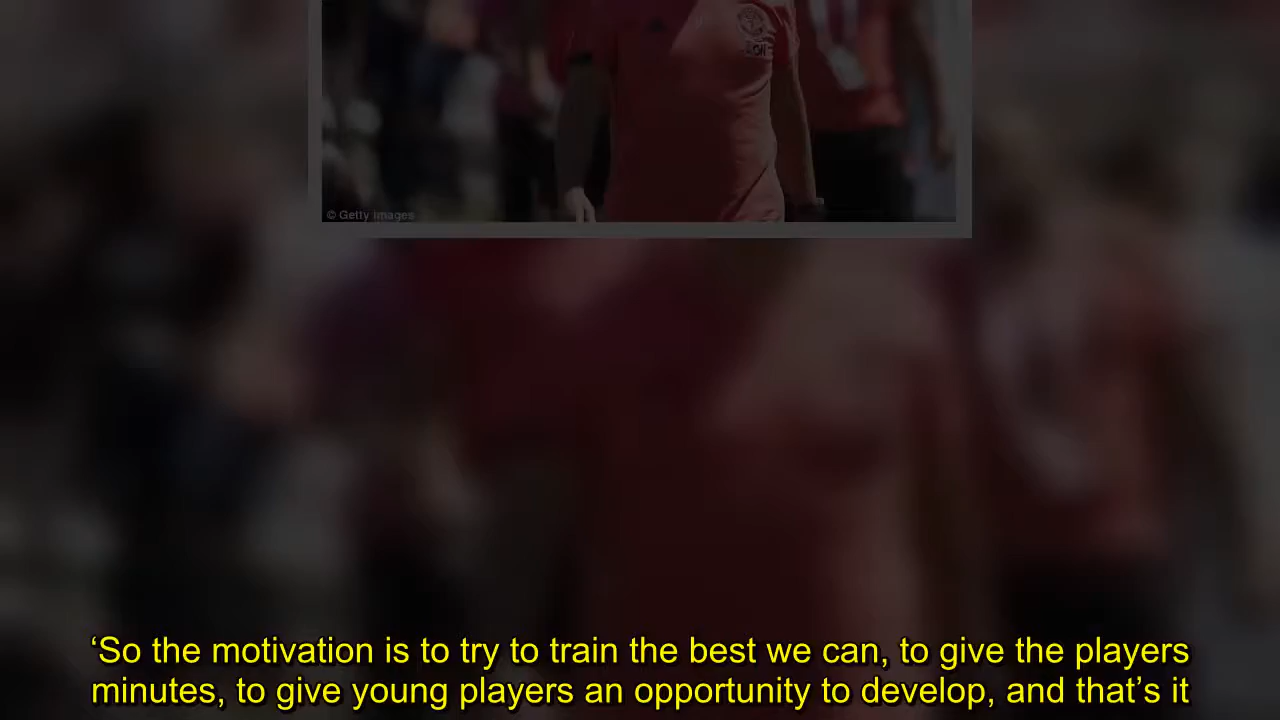 © Getty Images
‘So the motivation is to try to train the best we can, to give the players
minutes, to give young players an opportunity to develop, and that’s it